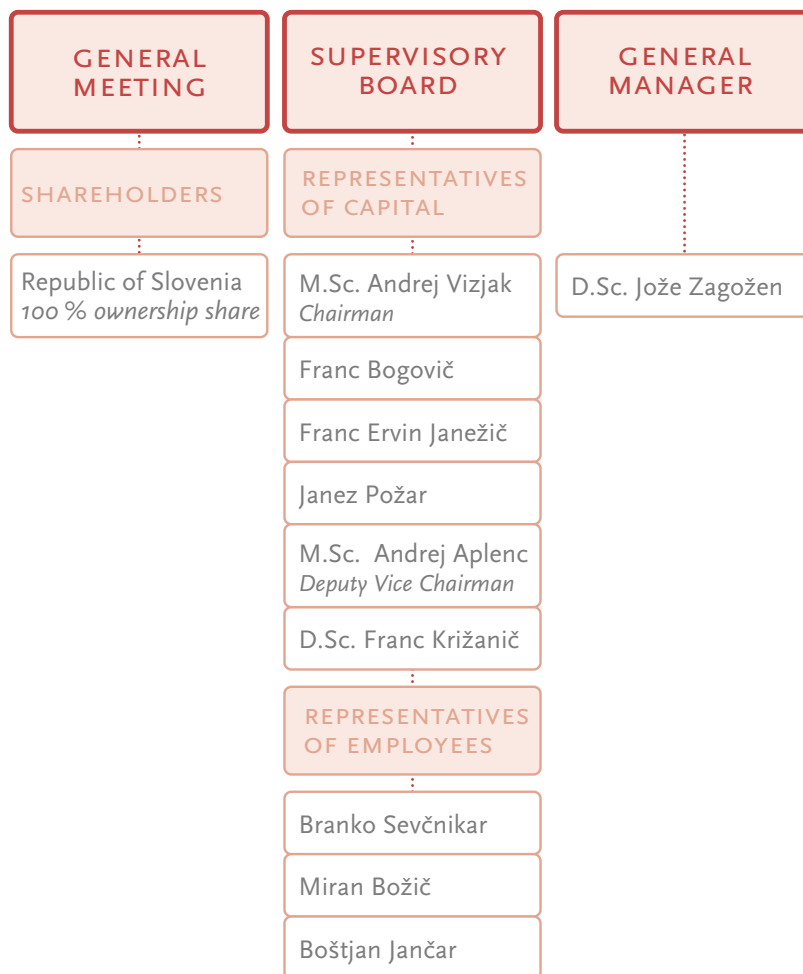 GENERAL
MEETING
SHAREHOLDERS
Republic of Slovenia
100 % ownership share
SUPERVISORY
BOARD
REPRESENTATIVES
OF CAPITAL
M.Sc. Andrej Vizjak
Chairman
Franc Bogovič
Franc Ervin Janežič
Janez Požar
M.Sc. Andrej Aplenc
Deputy Vice Chairman
D.Sc. Franc Križanič
REPRESENTATIVES
OF EMPLOYEES
Branko Sevčnikar
Miran Božič
Boštjan Jančar
GENERAL
MANAGER
D.Sc. Jože Zagožen